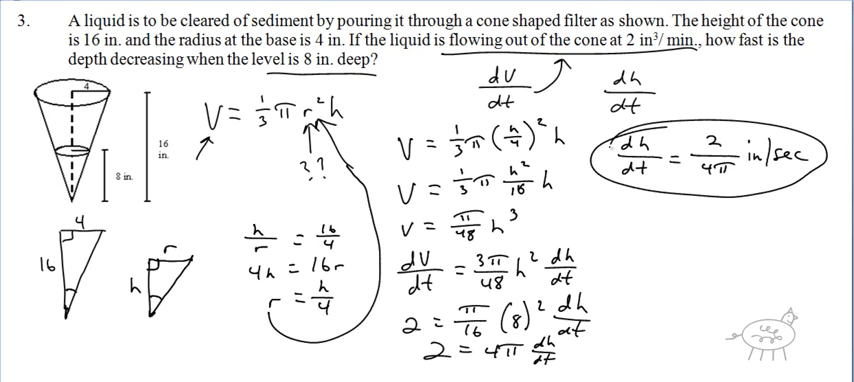 3. A liquid is to be cleared of sediment by pouring it through a cone shaped filter as shown. The height of the cone
is 16 in. and the radius at the base is 4 in. If the liquid is flowing out of the cone at 2 in³/min., how fast is the
depth decreasing when the level is 8 in. deep?
dV/dt
dh/dt
4
16
in.
8 in.
V = 1/3 π r²h
??
4
16
r
h
h/r = 16/4
4h = 16r
r = h/4
V = 1/3 π (h/4)² h
V = 1/3 π h²/16 h
V = π/48 h³
dV/dt = 3π/48 h² dh/dt
2 = π/16 (8)² dh/dt
2 = 4π dh/dt
dh/dt = 2/4π in/sec